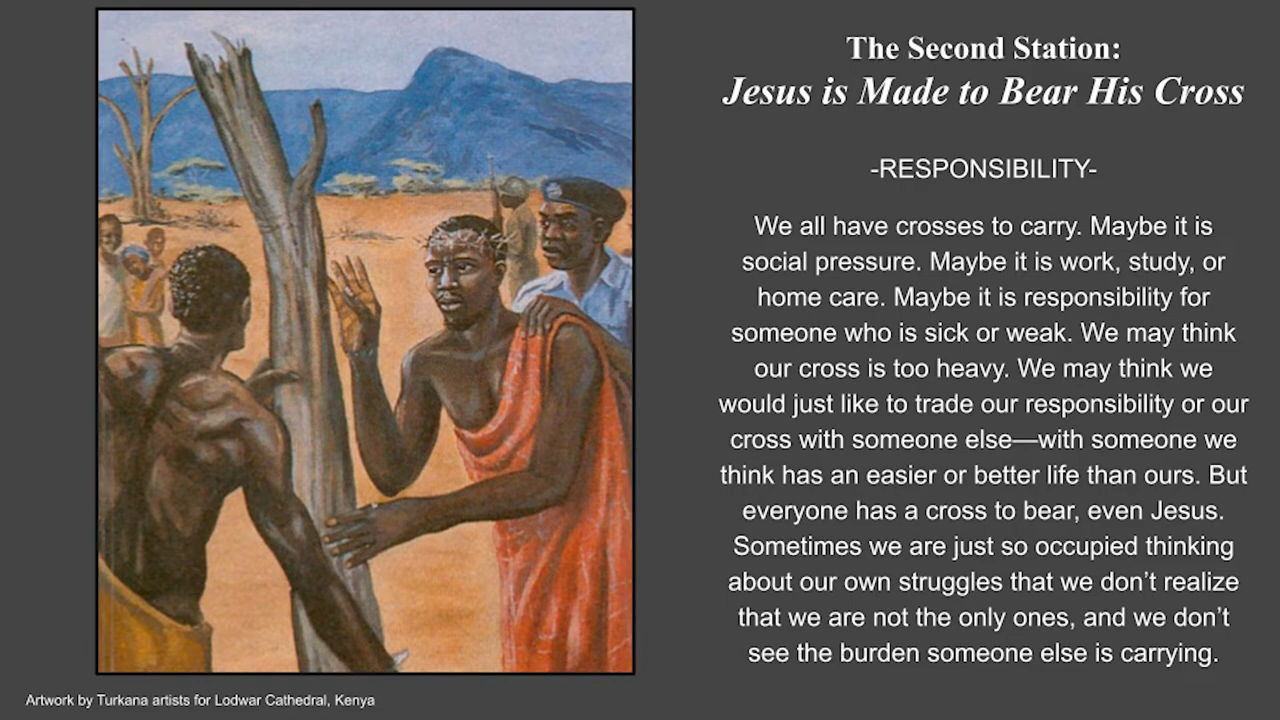 The Second Station:
Jesus is Made to Bear His Cross
-RESPONSIBILITY-
We all have crosses to carry. Maybe it is
social pressure. Maybe it is work, study, or
home care. Maybe it is responsibility for
someone who is sick or weak. We may think
our cross is too heavy. We may think we
would just like to trade our responsibility or our
cross with someone else—with someone we
think has an easier or better life than ours. But
everyone has a cross to bear, even Jesus.
Sometimes we are just so occupied thinking
about our own struggles that we don’t realize
that we are not the only ones, and we don’t
see the burden someone else is carrying.
Artwork by Turkana artists for Lodwar Cathedral, Kenya